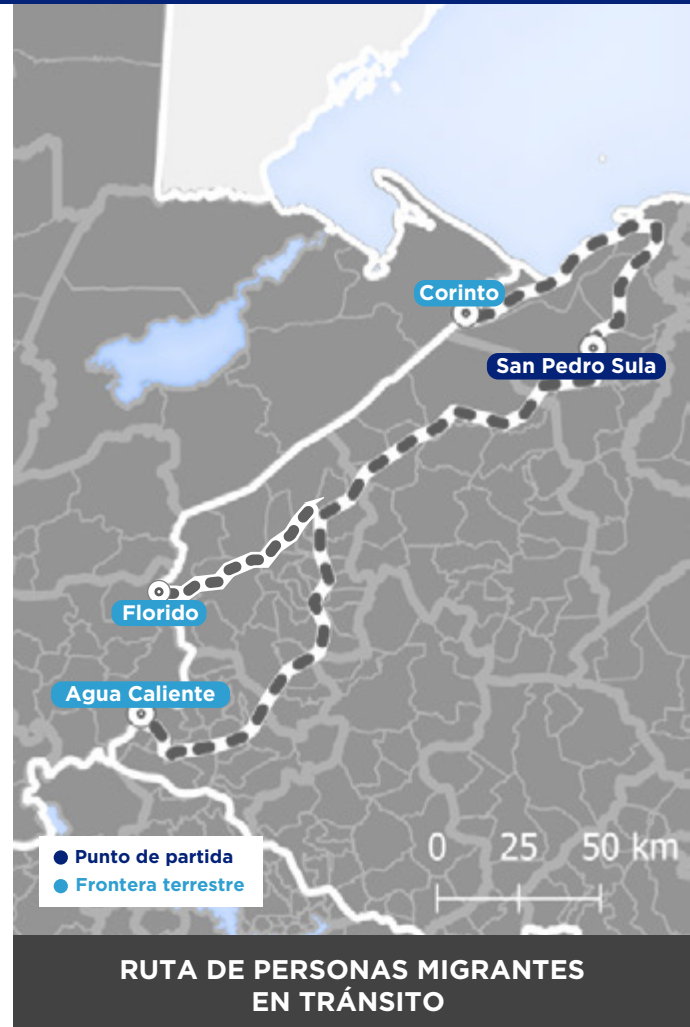 Corinto
San Pedro Sula
Florido
Agua Caliente
Punto de partida
Frontera terrestre
0 25 50 km
RUTA DE PERSONAS MIGRANTES
EN TRÁNSITO